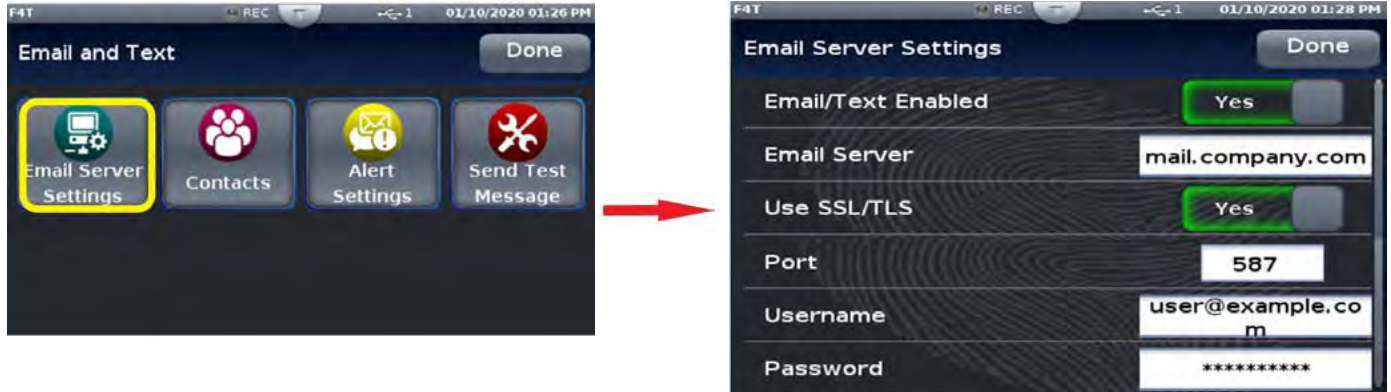 F4T REC 1 01/10/2020 01:26 PM
Email and Text Done
Email Server
Settings
Contacts
Alert
Settings
Send Test
Message
F4T REC 1 01/10/2020 01:28 PM
Email Server Settings Done
Email/Text Enabled Yes
Email Server mail.company.com
Use SSL/TLS Yes
Port 587
Username user@example.co
m
Password **********